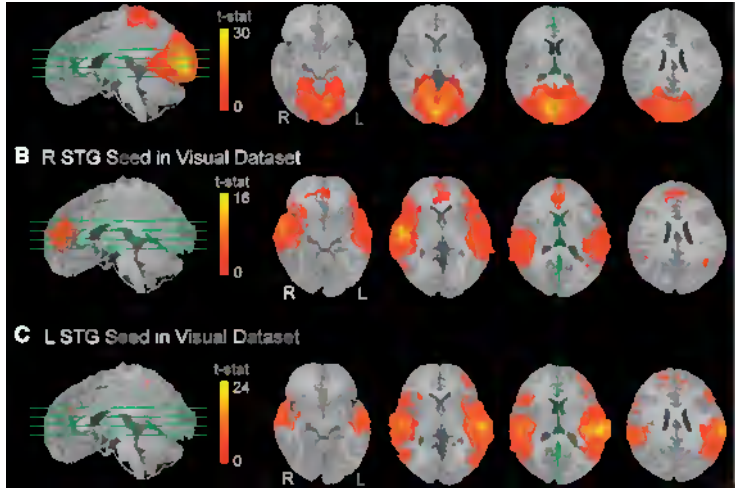 t-stat
30
0
R L
B R STG Seed in Visual Dataset
t-stat
16
0
R L
C L STG Seed in Visual Dataset
t-stat
24
0
R L